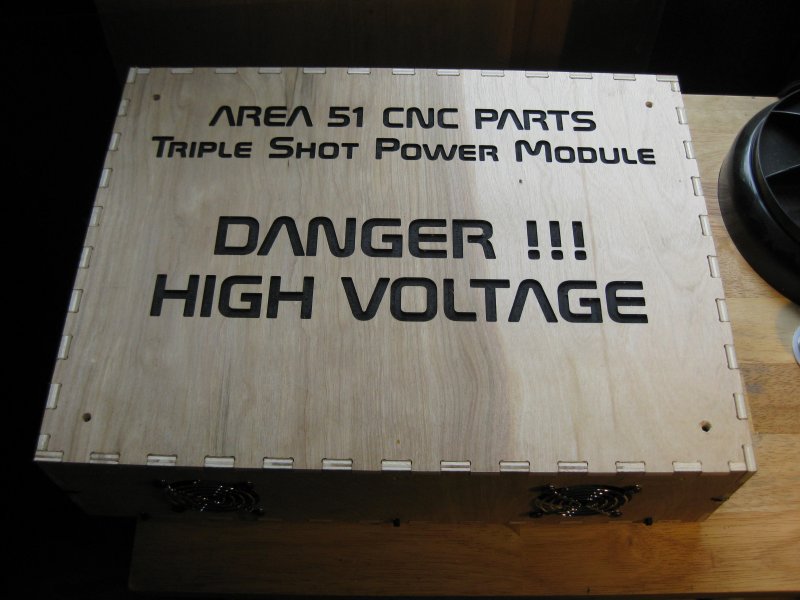 AREA 51 CNC PARTS
TRIPLE SHOT POWER MODULE
DANGER !!!
HIGH VOLTAGE